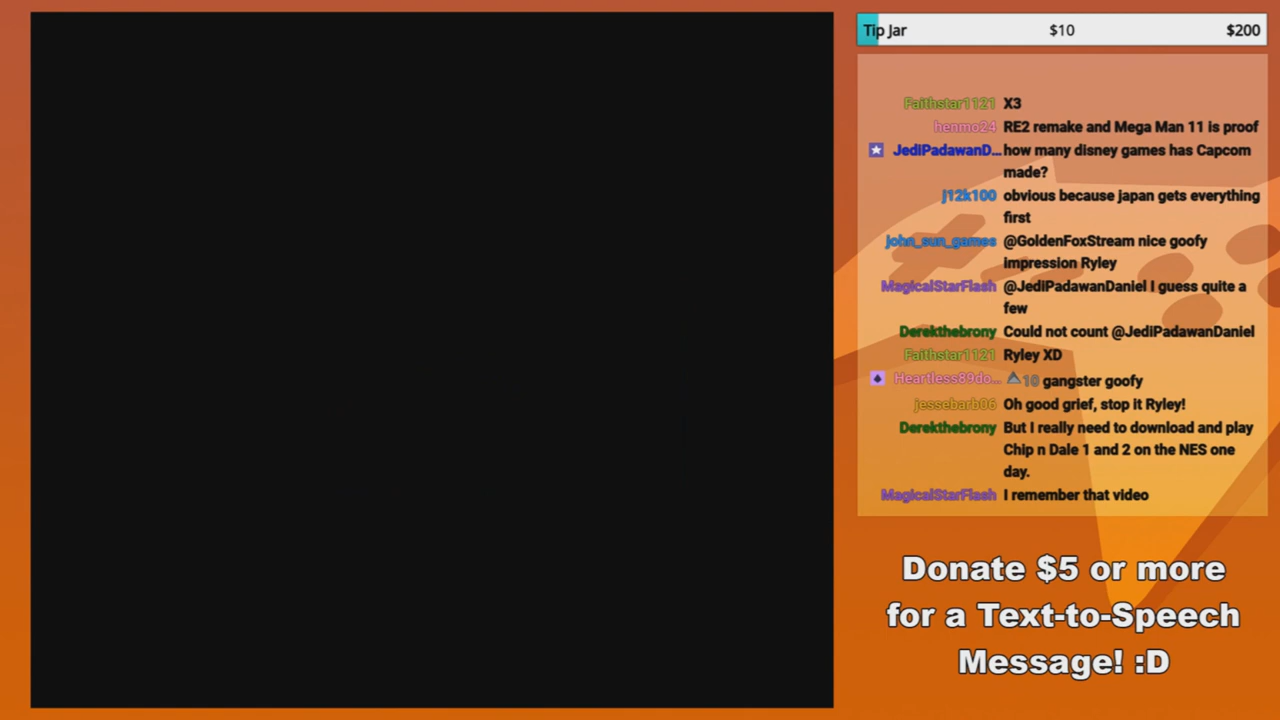 Tip Jar $10 $200
Faithstar1121 X3
henmo24 RE2 remake and Mega Man 11 is proof
JediPadawanD... how many disney games has Capcom
made?
j12k100 obvious because japan gets everything
first
john_sun_games @GoldenFoxStream nice goofy
impression Ryley
MagicalStarFlash @JediPadawanDaniel I guess quite a
few
Derekthebrony Could not count @JediPadawanDaniel
Faithstar1121 Ryley XD
Heartless89do... 10 gangster goofy
jessebarb06 Oh good grief, stop it Ryley!
Derekthebrony But I really need to download and play
Chip n Dale 1 and 2 on the NES one
day.
MagicalStarFlash I remember that video
Donate $5 or more
for a Text-to-Speech
Message! :D